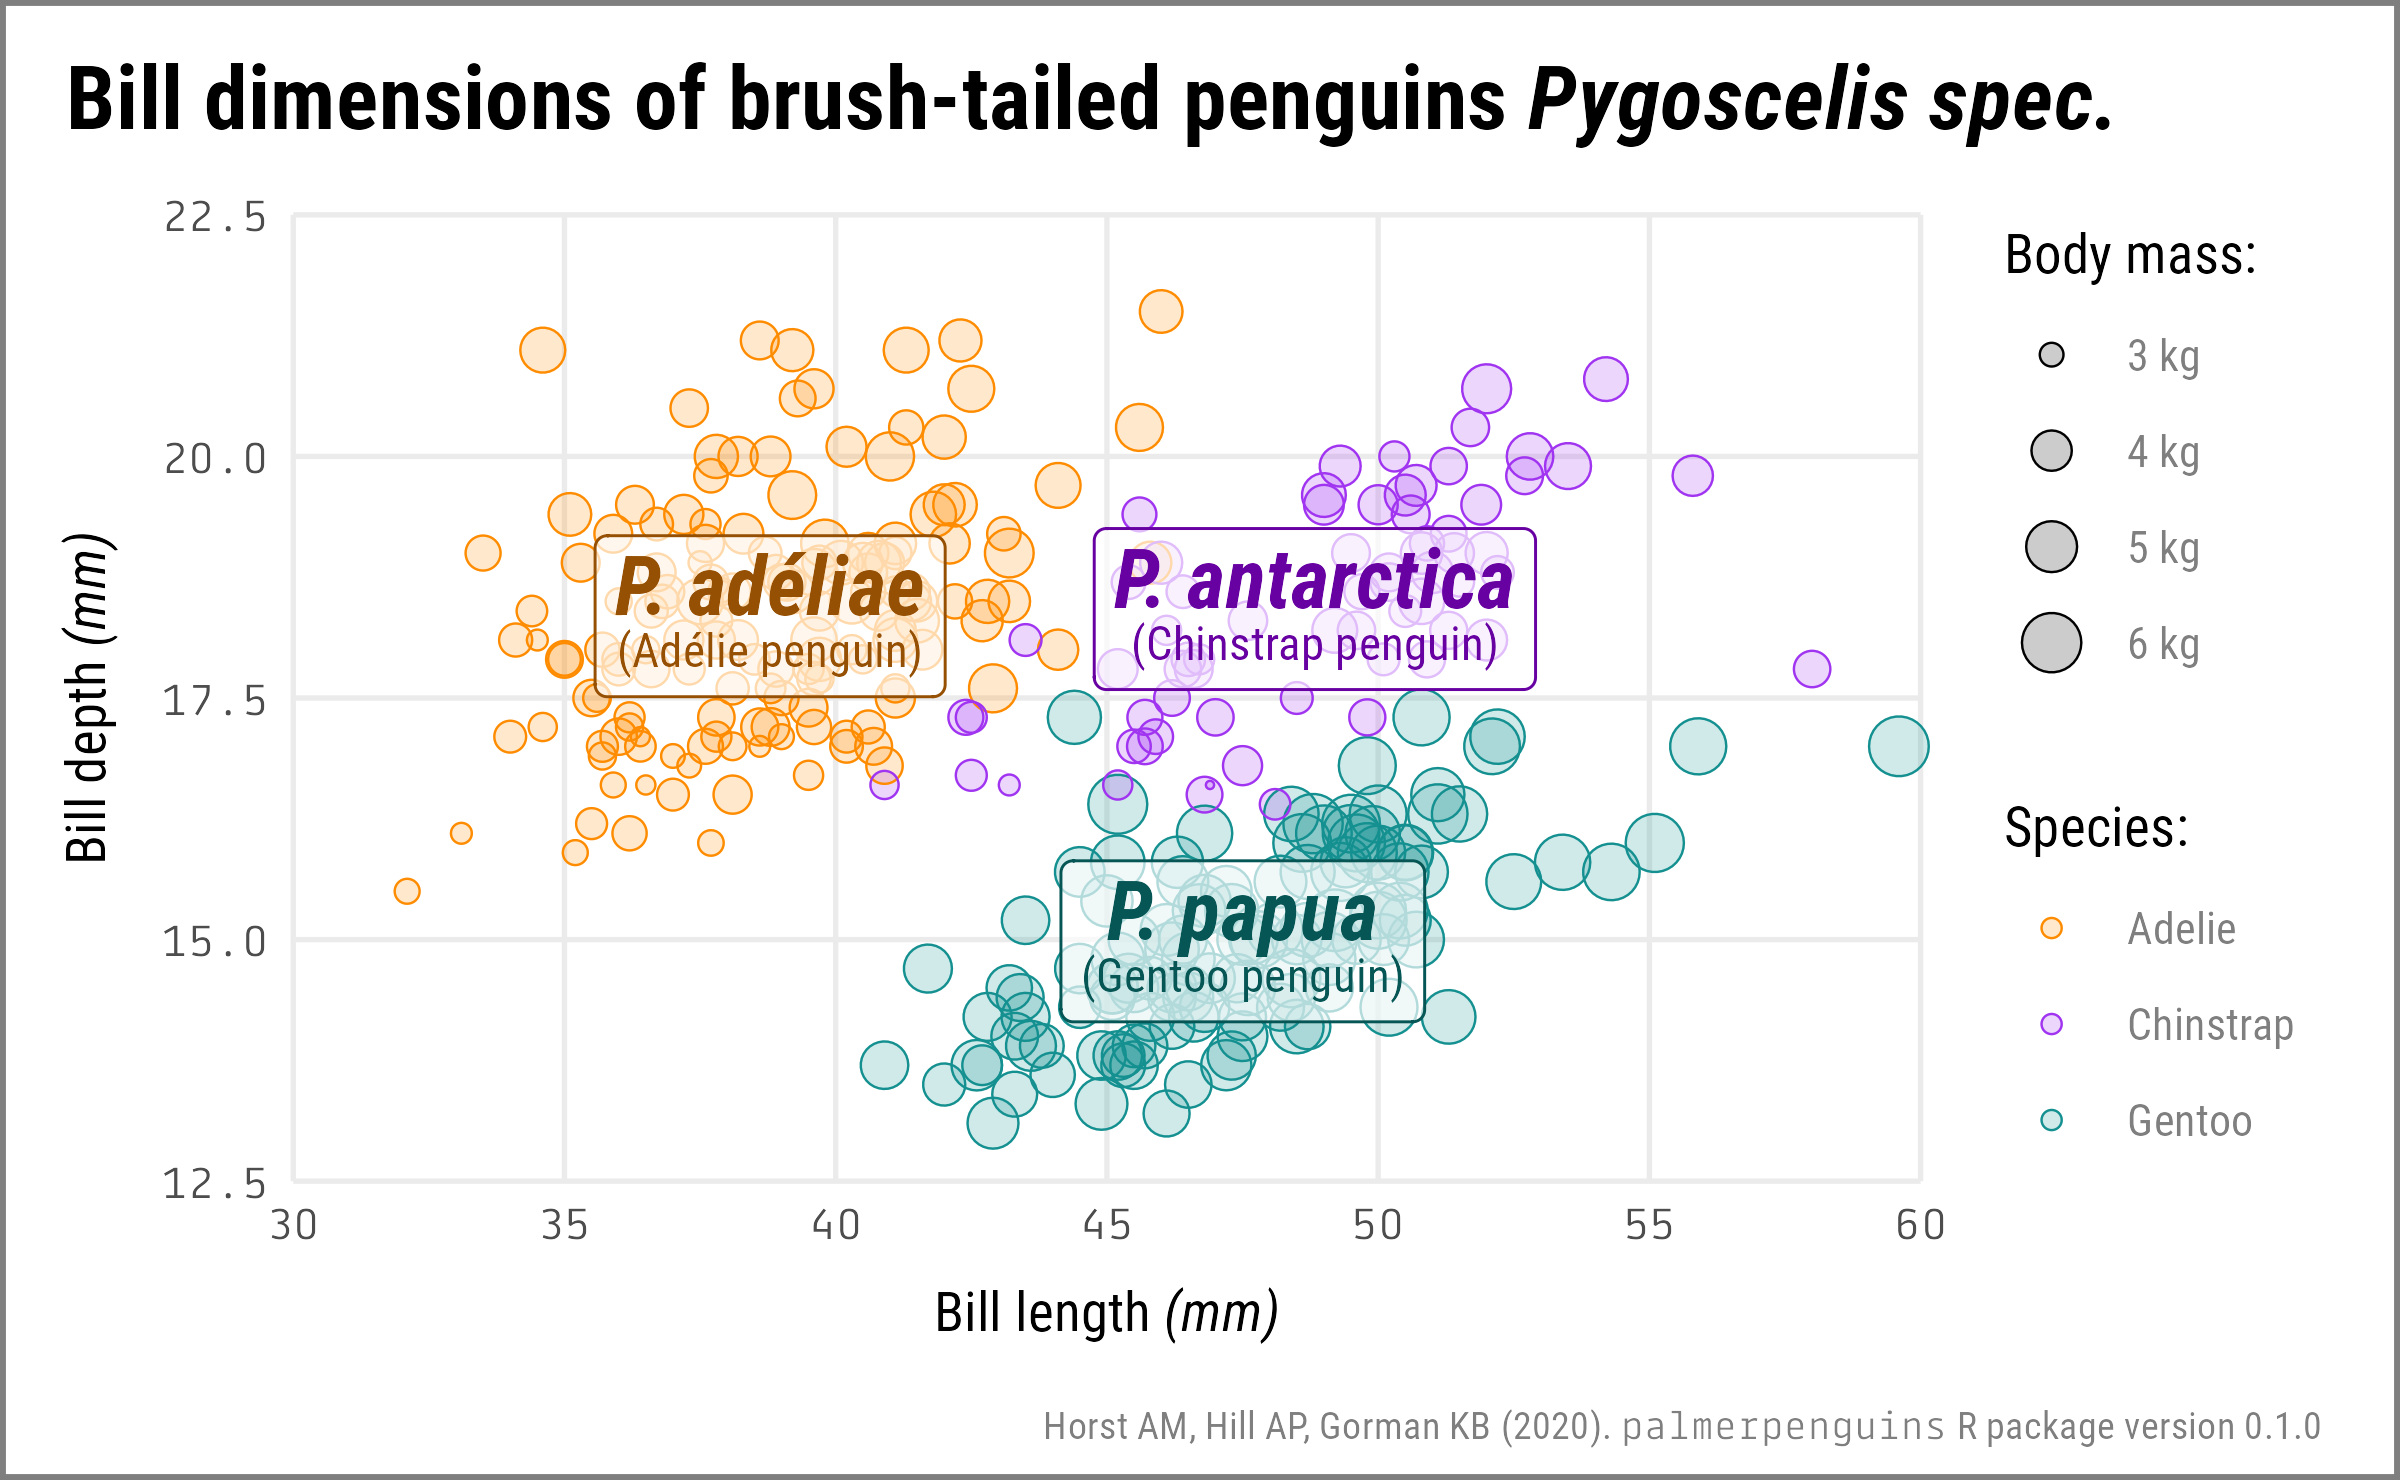 Bill dimensions of brush-tailed penguins Pygoscelis spec.
22.5
20.0
17.5
15.0
12.5
Bill depth (mm)
30 35 40 45 50 55 60
Bill length (mm)
P. adéliae
(Adélie penguin)
P. antarctica
(Chinstrap penguin)
P. papua
(Gentoo penguin)
Body mass:
3 kg
4 kg
5 kg
6 kg
Species:
Adelie
Chinstrap
Gentoo
Horst AM, Hill AP, Gorman KB (2020). palmerpenguins R package version 0.1.0